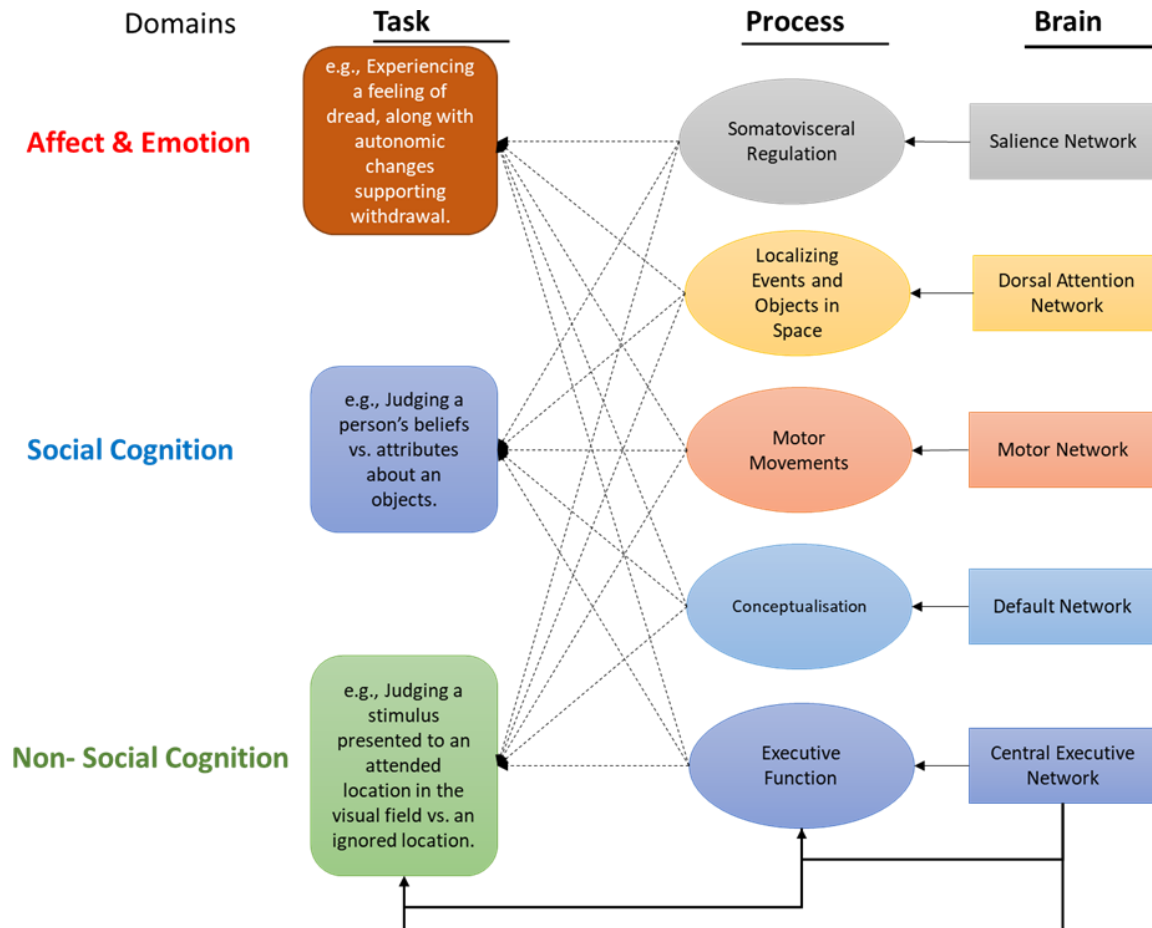 Domains
Task
Process
Brain
Affect & Emotion
e.g., Experiencing
a feeling of
dread, along with
autonomic
changes
supporting
withdrawal.
Somatovisceral
Regulation
Salience Network
Localizing
Events and
Objects in
Space
Dorsal Attention
Network
Social Cognition
e.g., Judging a
person’s beliefs
vs. attributes
about an
objects.
Motor
Movements
Motor Network
Conceptualisation
Default Network
Non- Social Cognition
e.g., Judging a
stimulus
presented to an
attended
location in the
visual field vs. an
ignored location.
Executive
Function
Central Executive
Network